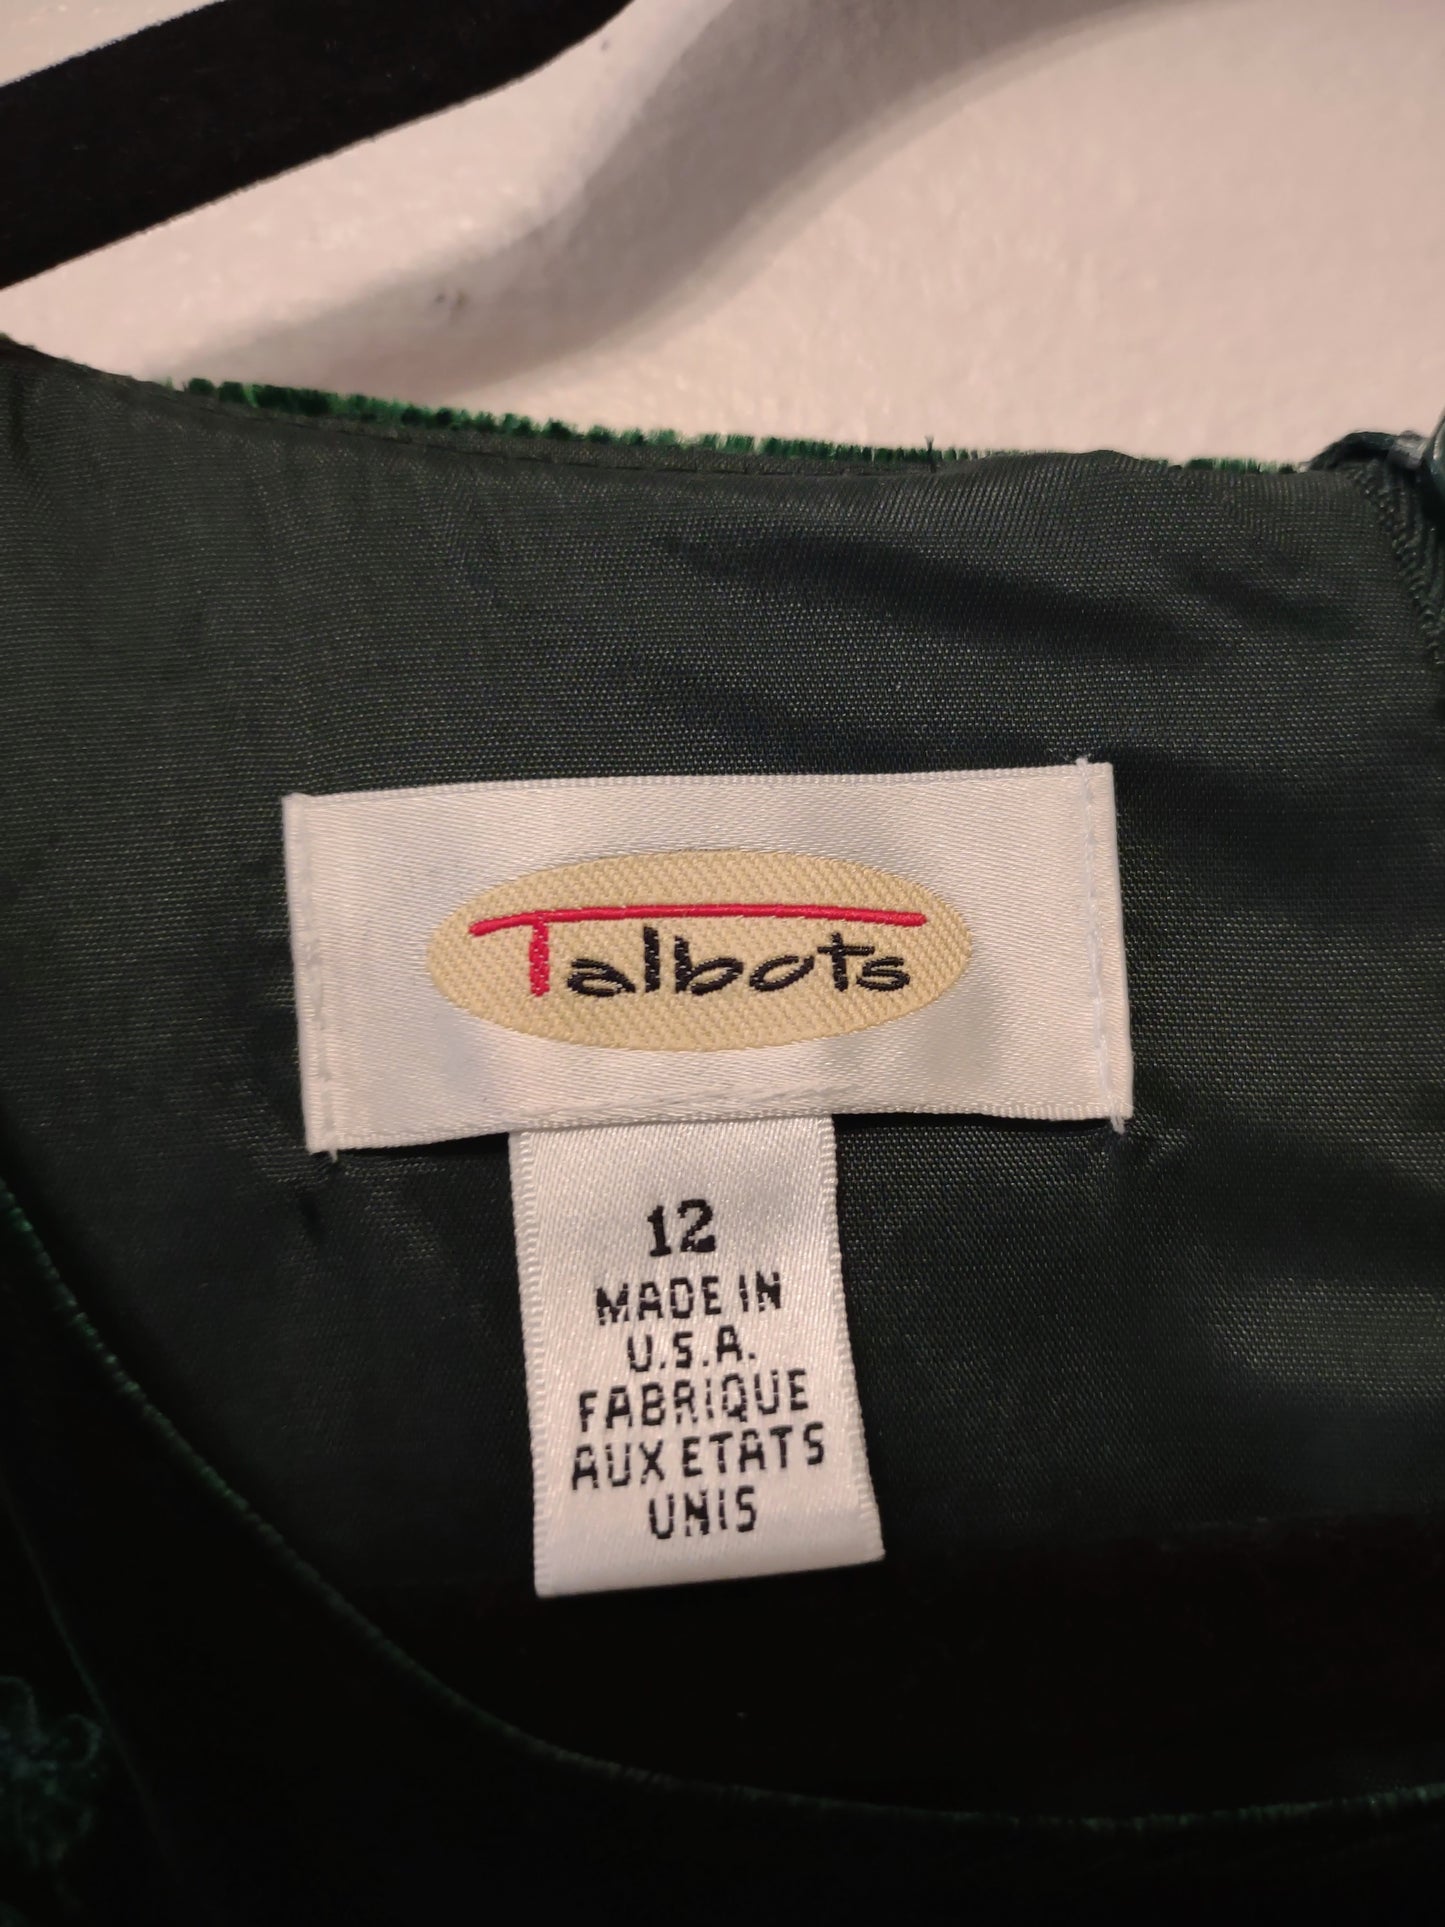 Talbots
12
MADE IN
U.S.A.
FABRIQUE
AUX ETATS
UNIS